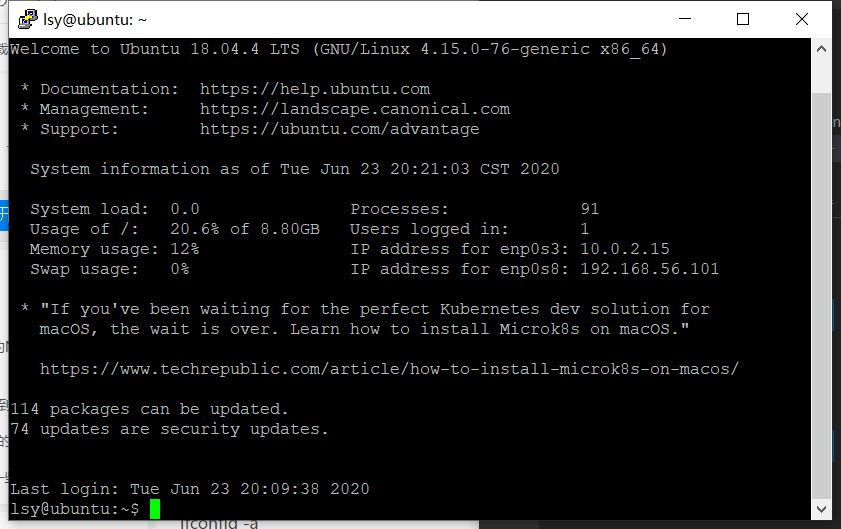 lsy@ubuntu: ~
Welcome to Ubuntu 18.04.4 LTS (GNU/Linux 4.15.0-76-generic x86_64)
* Documentation:  https://help.ubuntu.com
* Management:     https://landscape.canonical.com
* Support:        https://ubuntu.com/advantage
System information as of Tue Jun 23 20:21:03 CST 2020
System load:  0.0               Processes:             91
Usage of /:   20.6% of 8.80GB   Users logged in:       1
Memory usage: 12%               IP address for enp0s3: 10.0.2.15
Swap usage:   0%                IP address for enp0s8: 192.168.56.101
* "If you've been waiting for the perfect Kubernetes dev solution for
macOS, the wait is over. Learn how to install Microk8s on macOS."
https://www.techrepublic.com/article/how-to-install-microk8s-on-macos/
114 packages can be updated.
74 updates are security updates.
Last login: Tue Jun 23 20:09:38 2020
lsy@ubuntu:~$
ifconfig -a